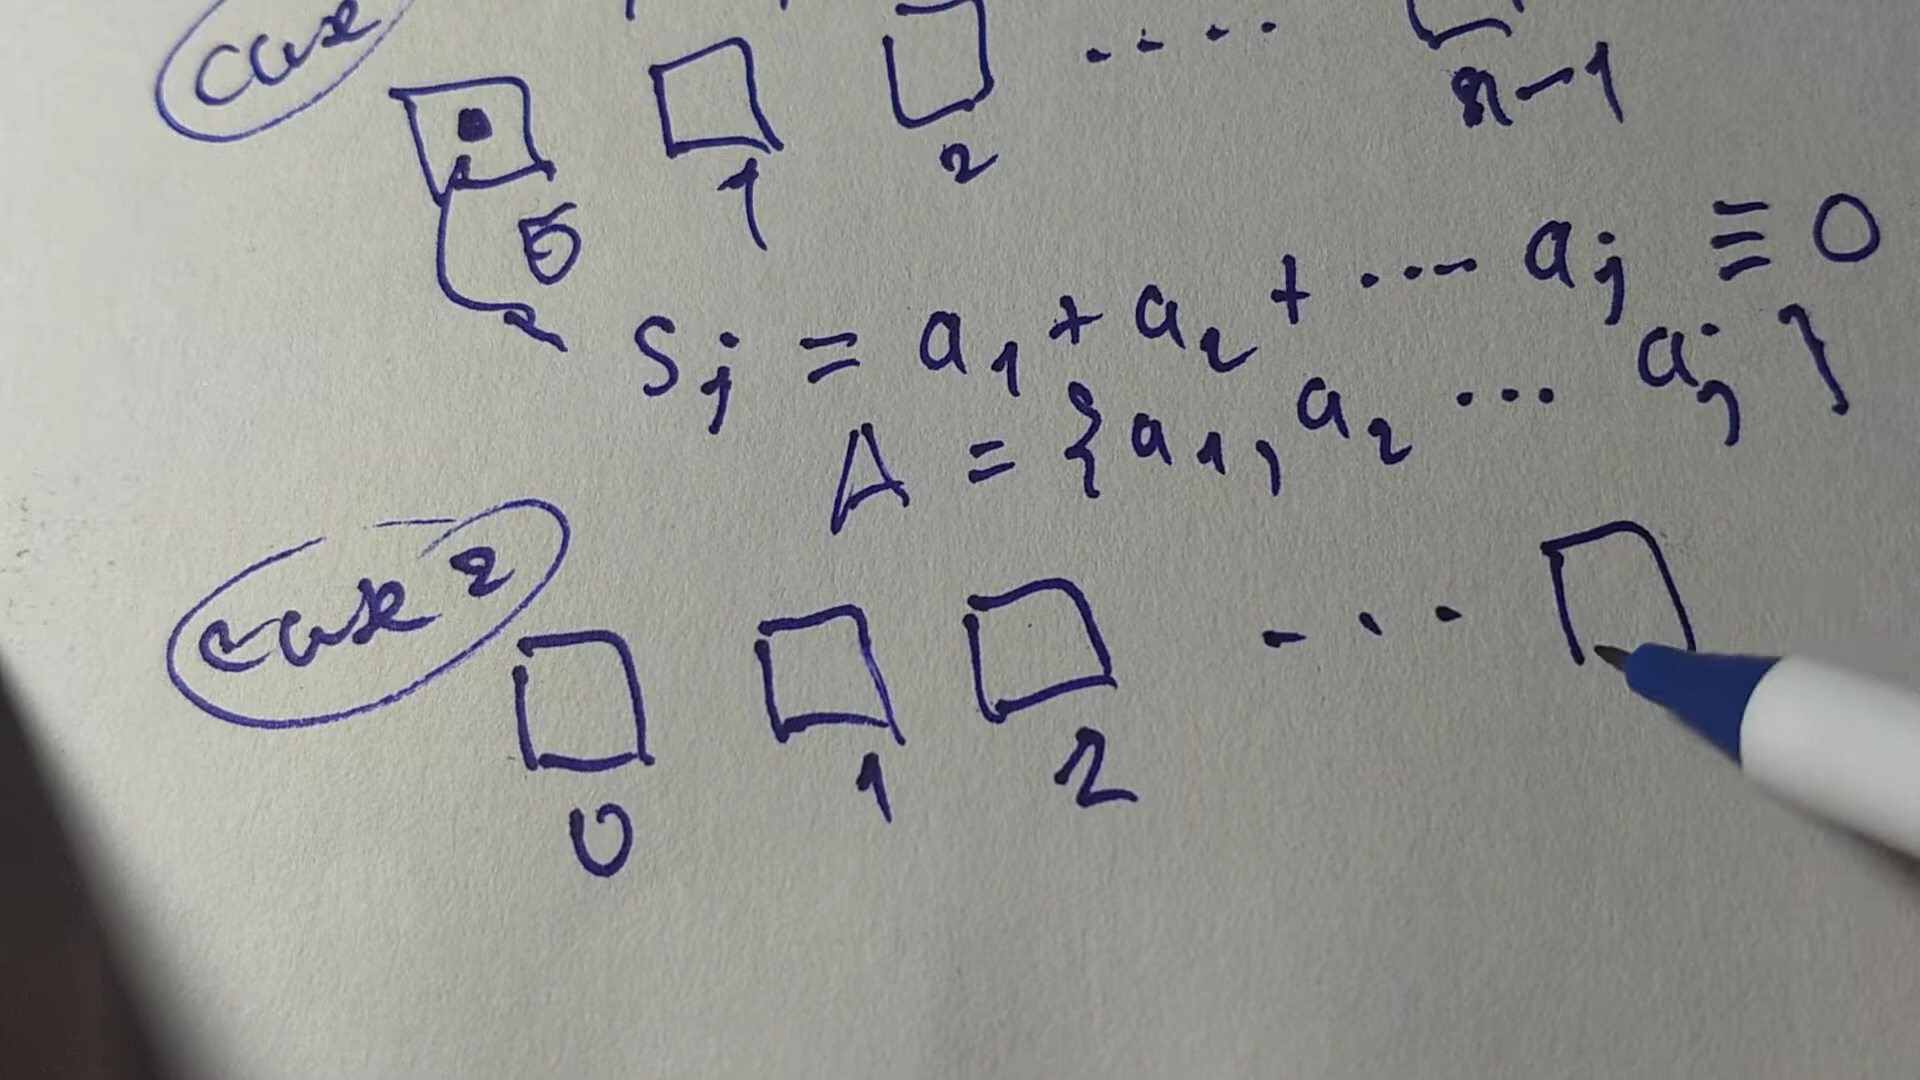 case
0 1 2 .... n-1
S_j = a_1 + a_2 + .... a_j ≡ 0
A = {a_1, a_2 ... a_j}
case 2
0 1 2 ...